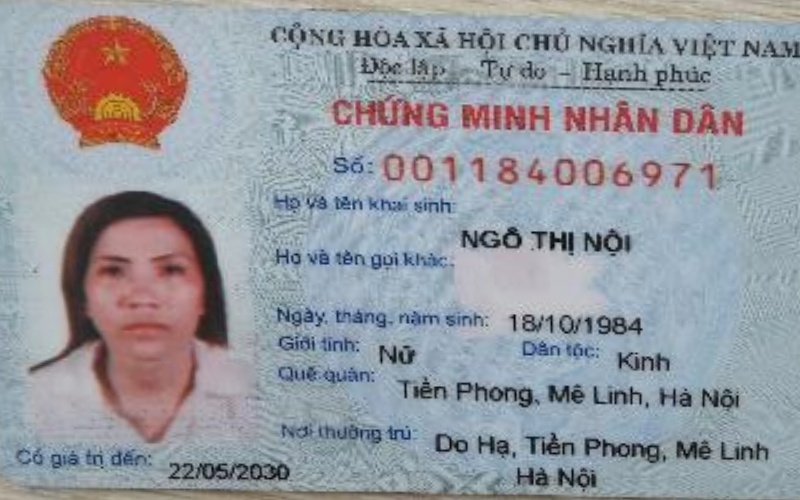 CỘNG HÒA XÃ HỘI CHỦ NGHĨA VIỆT NAM
Độc lập - Tự do - Hạnh phúc
CHỨNG MINH NHÂN DÂN
Số: 001184006971
Họ và tên khai sinh:
NGÔ THỊ NỘI
Họ và tên gọi khác:
Ngày, tháng, năm sinh: 18/10/1984
Giới tính: Nữ Dân tộc: Kinh
Quê quán: Tiền Phong, Mê Linh, Hà Nội
Nơi thường trú: Do Hạ, Tiền Phong, Mê Linh
Hà Nội
Có giá trị đến: 22/05/2030